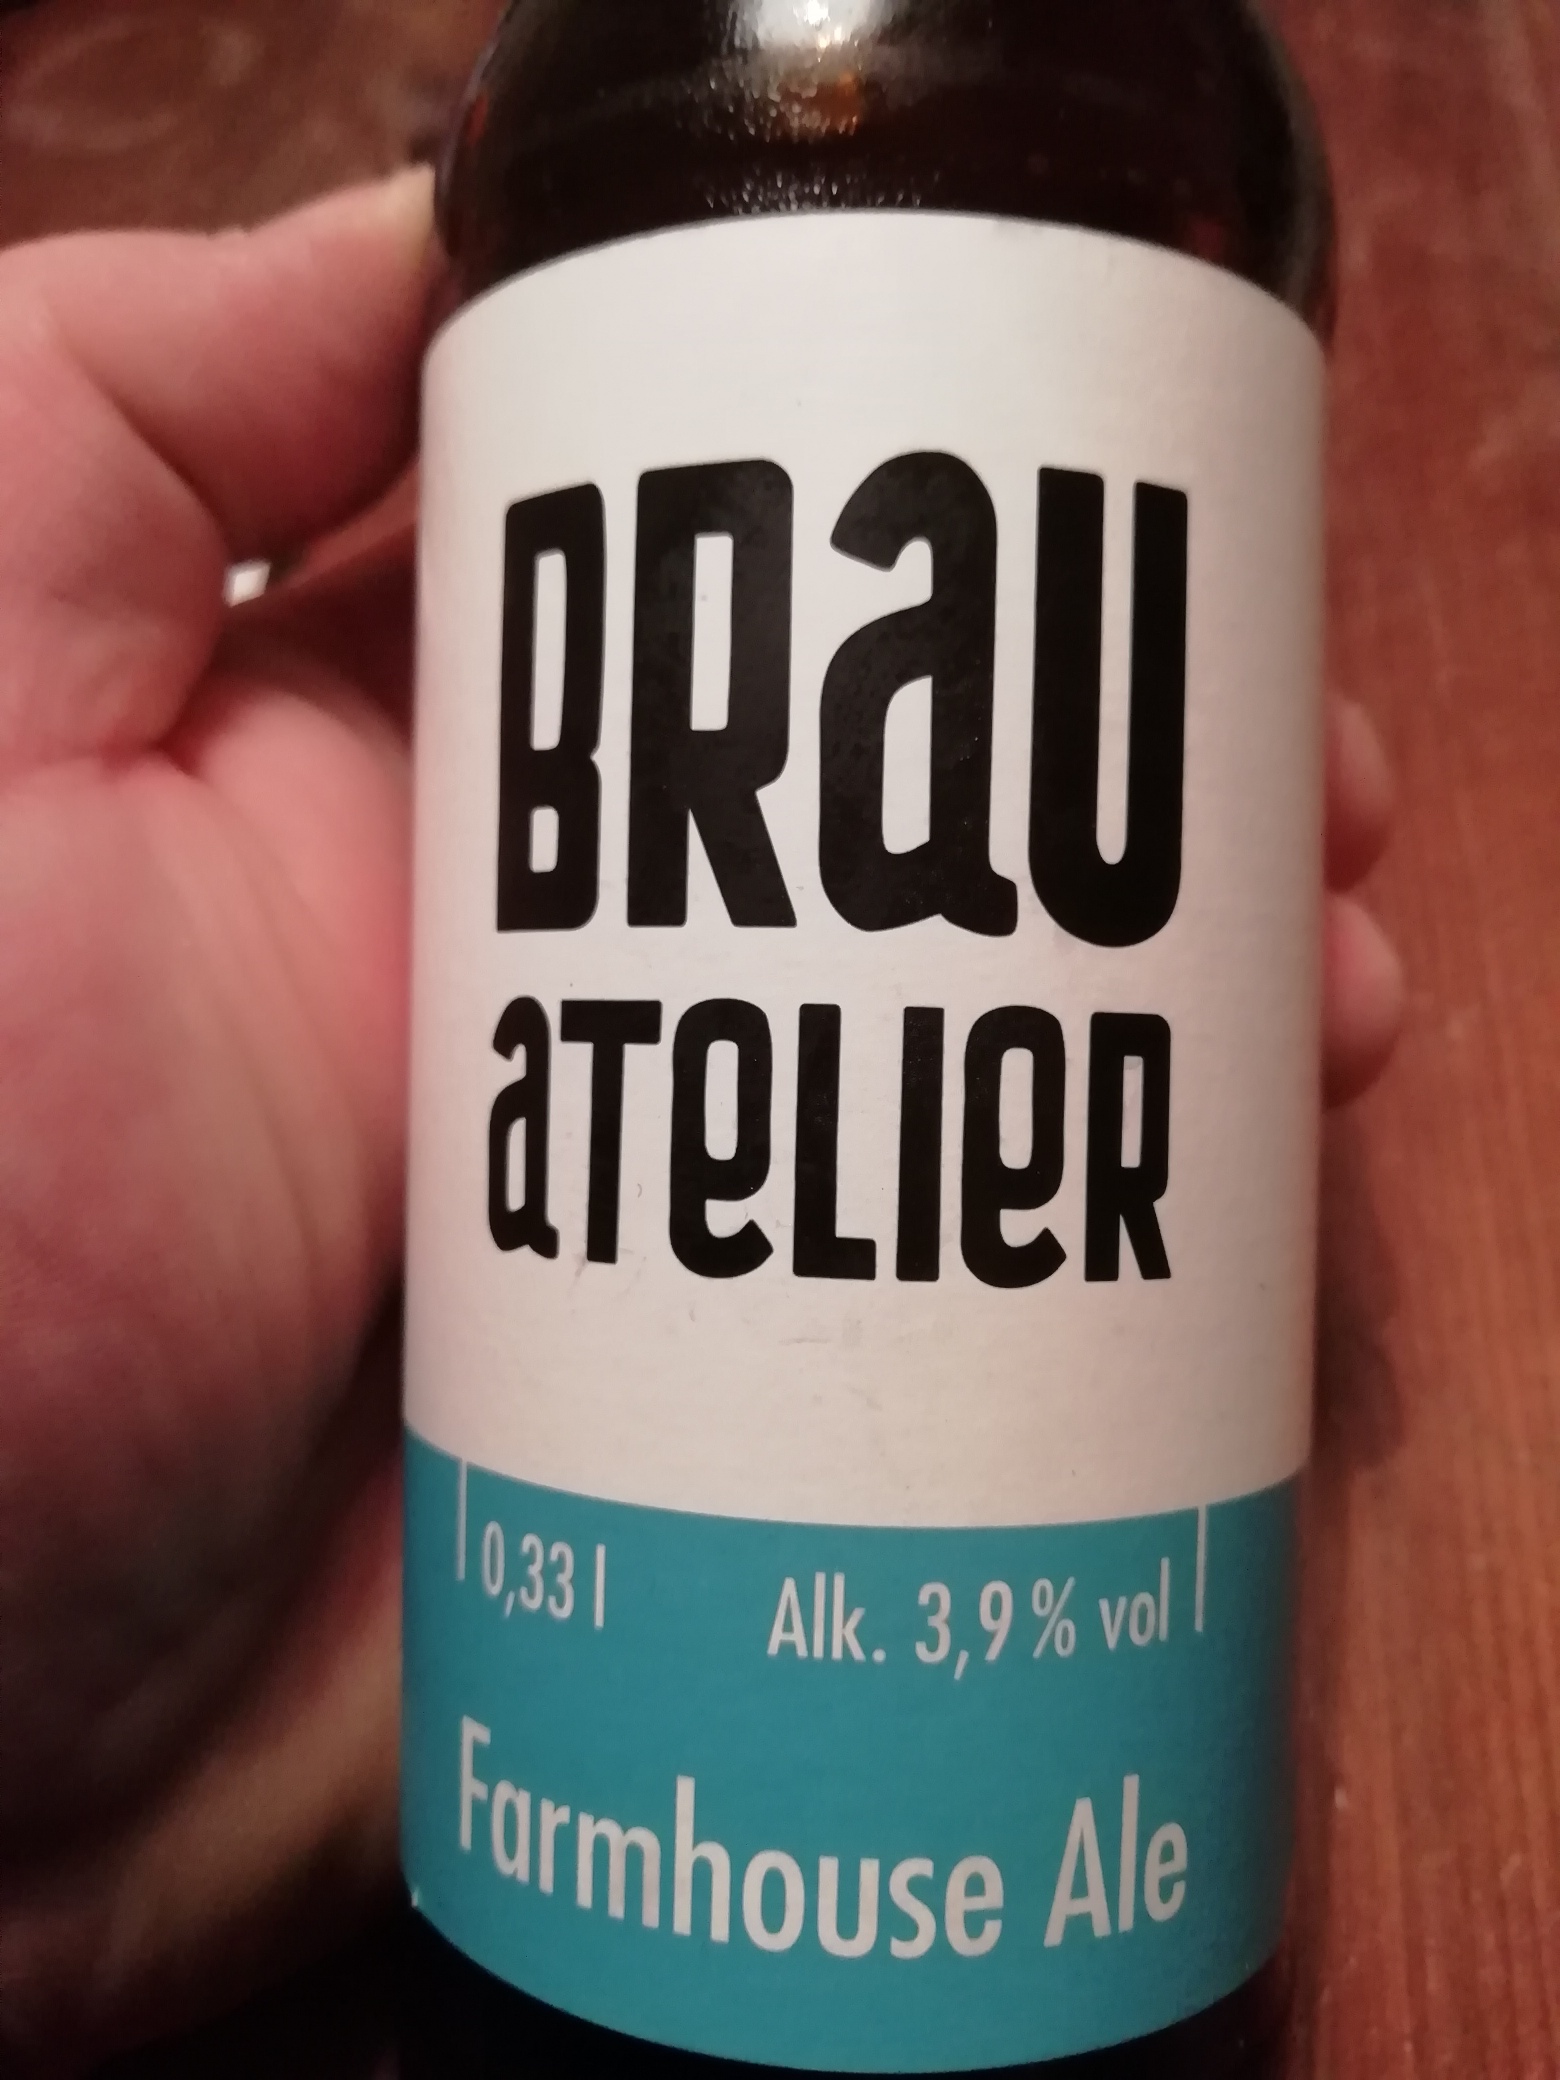 BRaU
aTeLIeR
0,33 l Alk. 3,9 % vol
Farmhouse Ale